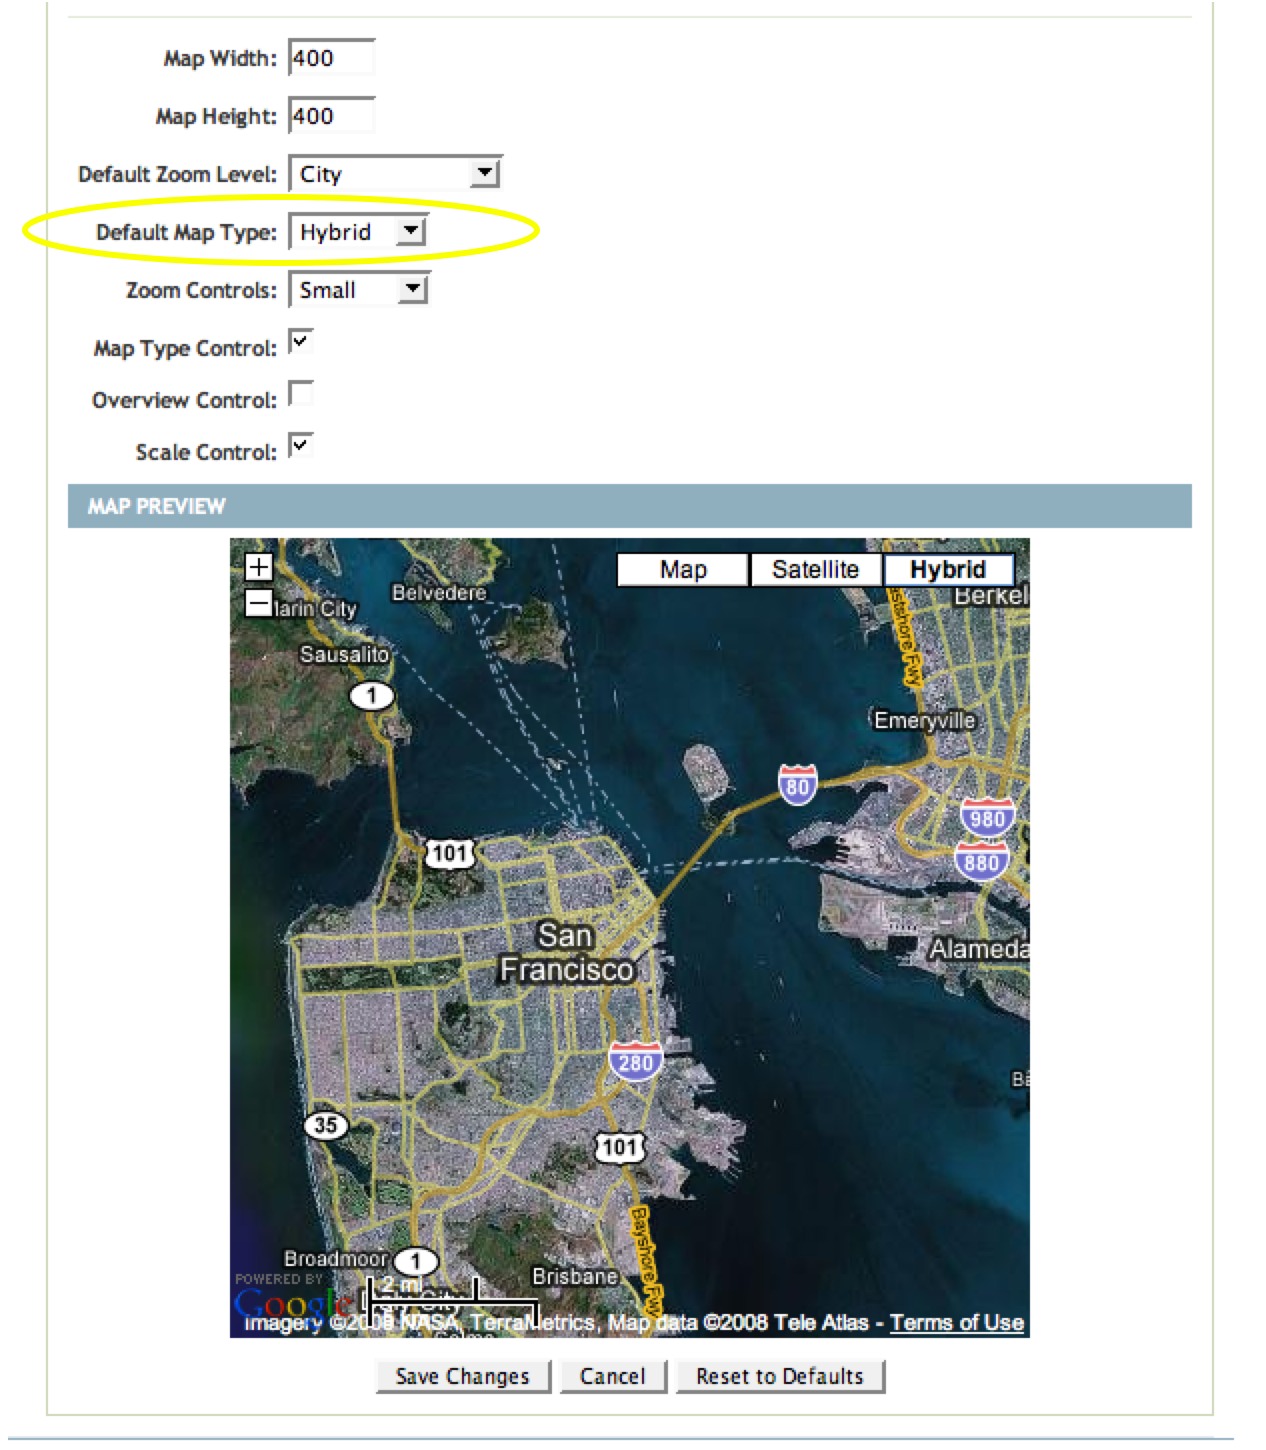 Map Width: 400
Map Height: 400
Default Zoom Level: City
Default Map Type: Hybrid
Zoom Controls: Small
Map Type Control:
Overview Control:
Scale Control:
MAP PREVIEW
+
Map Satellite Hybrid
Belvedere
Berkel
−
arin City
Eastshore Fwy
Sausalito
1
Emeryville
80
980
101
880
San
Francisco
Alameda
280
Ba
35
101
Bayshore Fwy
Broadmoor 1
Brisbane
POWERED BY
2 mi
Google
Imagery ©2008 NASA, TerraMetrics, Map data ©2008 Tele Atlas - Terms of Use
Save Changes Cancel Reset to Defaults